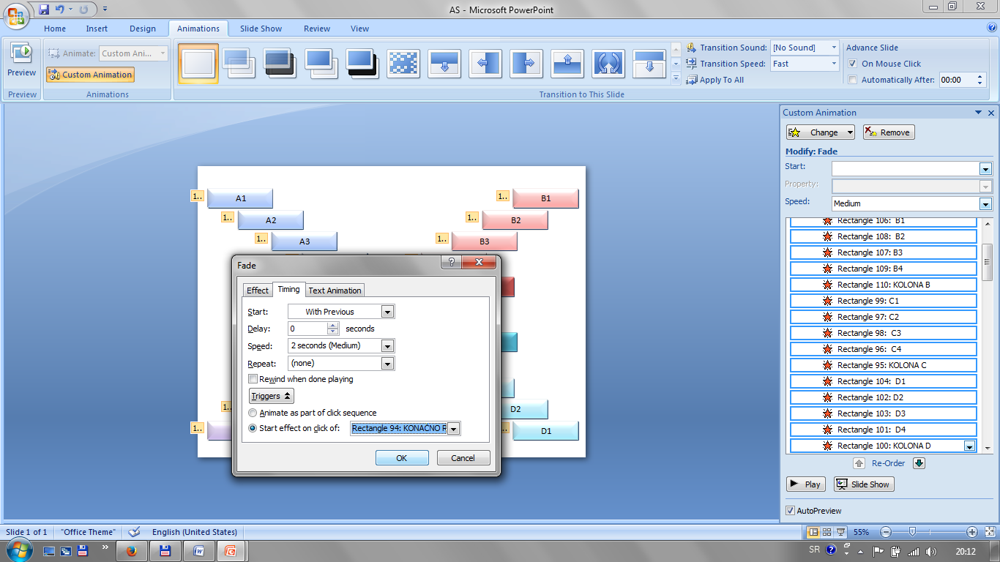 AS - Microsoft PowerPoint
Home Insert Design Animations Slide Show Review View
Preview
Animate: Custom Ani...
Custom Animation
Transition Sound: [No Sound]
Transition Speed: Fast
Apply To All
Advance Slide
On Mouse Click
Automatically After: 00:00
Preview Animations Transition to This Slide
1.. A1
1.. A2
1.. A3
1.. B1
1.. B2
1.. B3
1..
1..
D2
D1
Fade
Effect Timing Text Animation
Start: With Previous
Delay: 0 seconds
Speed: 2 seconds (Medium)
Repeat: (none)
Rewind when done playing
Triggers
Animate as part of click sequence
Start effect on click of: Rectangle 94: KONAČNO P
OK Cancel
Custom Animation
Change Remove
Modify: Fade
Start:
Property:
Speed: Medium
Rectangle 106: B1
Rectangle 108: B2
Rectangle 107: B3
Rectangle 109: B4
Rectangle 110: KOLONA B
Rectangle 99: C1
Rectangle 97: C2
Rectangle 98: C3
Rectangle 96: C4
Rectangle 95: KOLONA C
Rectangle 104: D1
Rectangle 102: D2
Rectangle 103: D3
Rectangle 101: D4
Rectangle 100: KOLONA D
Re-Order
Play Slide Show
AutoPreview
Slide 1 of 1 "Office Theme" English (United States) 55%
SR 20:12